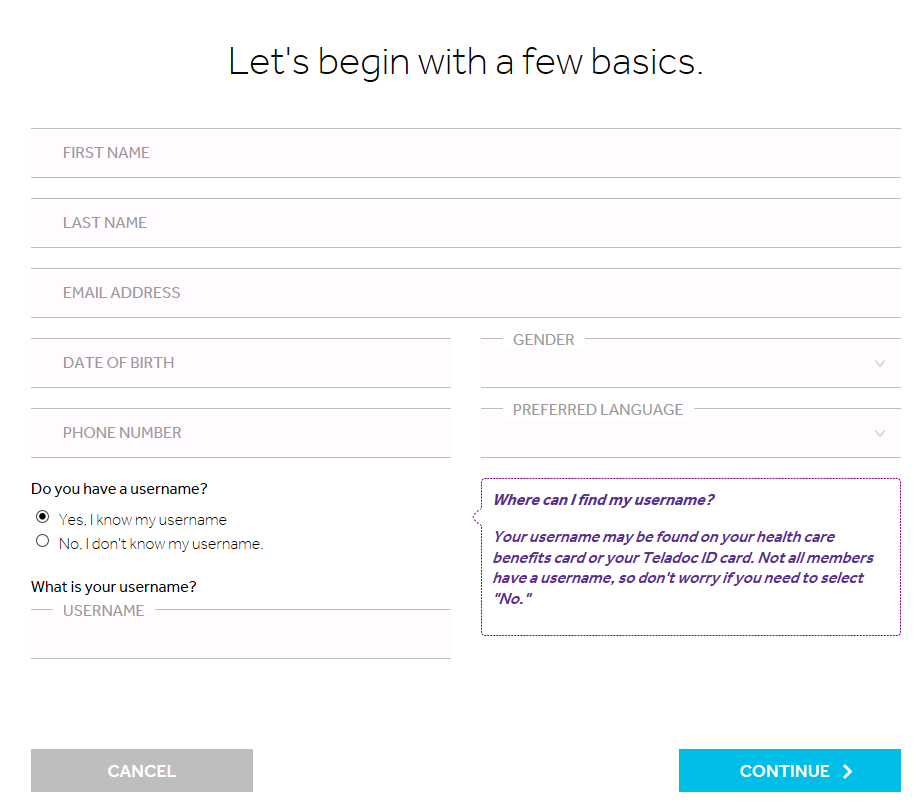 Let's begin with a few basics.
FIRST NAME
LAST NAME
EMAIL ADDRESS
DATE OF BIRTH
GENDER
PHONE NUMBER
PREFERRED LANGUAGE
Do you have a username?
Yes, I know my username
No, I don't know my username.
What is your username?
USERNAME
Where can I find my username?
Your username may be found on your health care
benefits card or your Teladoc ID card. Not all members
have a username, so don't worry if you need to select
"No."
CANCEL
CONTINUE